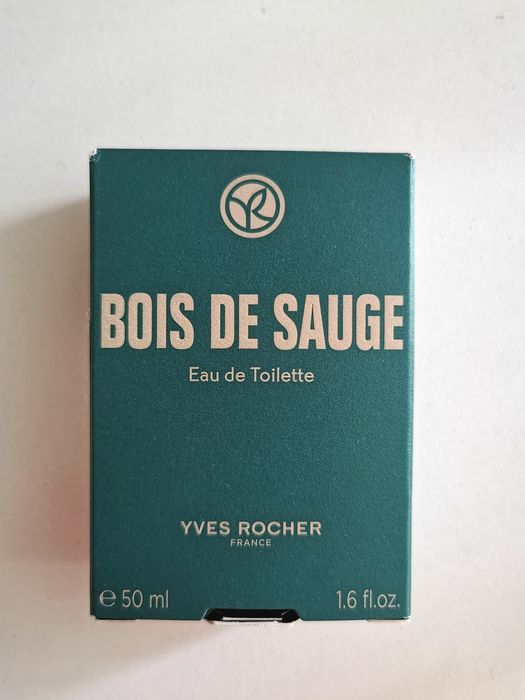 BOIS DE SAUGE
Eau de Toilette
YVES ROCHER
FRANCE
℮ 50 ml 1.6 fl.oz.